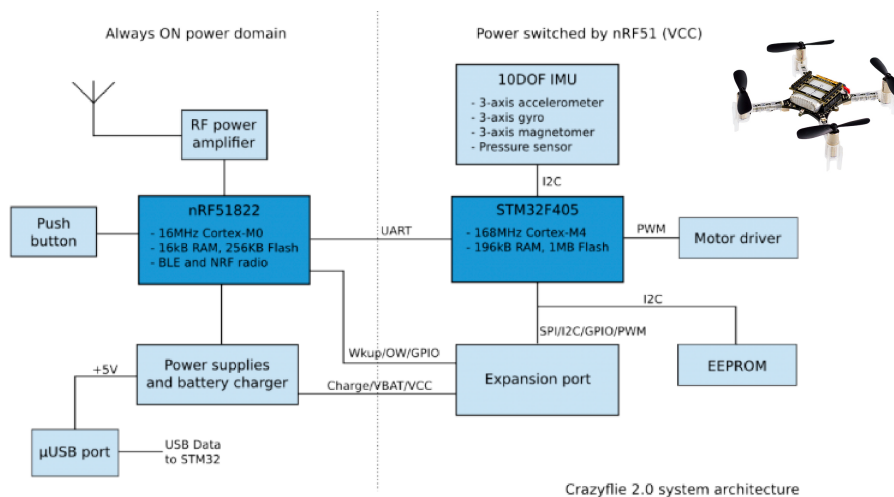 Always ON power domain
Power switched by nRF51 (VCC)
10DOF IMU
- 3-axis accelerometer
- 3-axis gyro
- 3-axis magnetomer
- Pressure sensor
RF power
amplifier
I2C
Push
button
nRF51822
- 16MHz Cortex-M0
- 16kB RAM, 256KB Flash
- BLE and NRF radio
UART
STM32F405
- 168MHz Cortex-M4
- 196kB RAM, 1MB Flash
PWM
Motor driver
I2C
SPI/I2C/GPIO/PWM
Wkup/OW/GPIO
+5V
Power supplies
and battery charger
Charge/VBAT/VCC
Expansion port
EEPROM
µUSB port
USB Data
to STM32
Crazyflie 2.0 system architecture